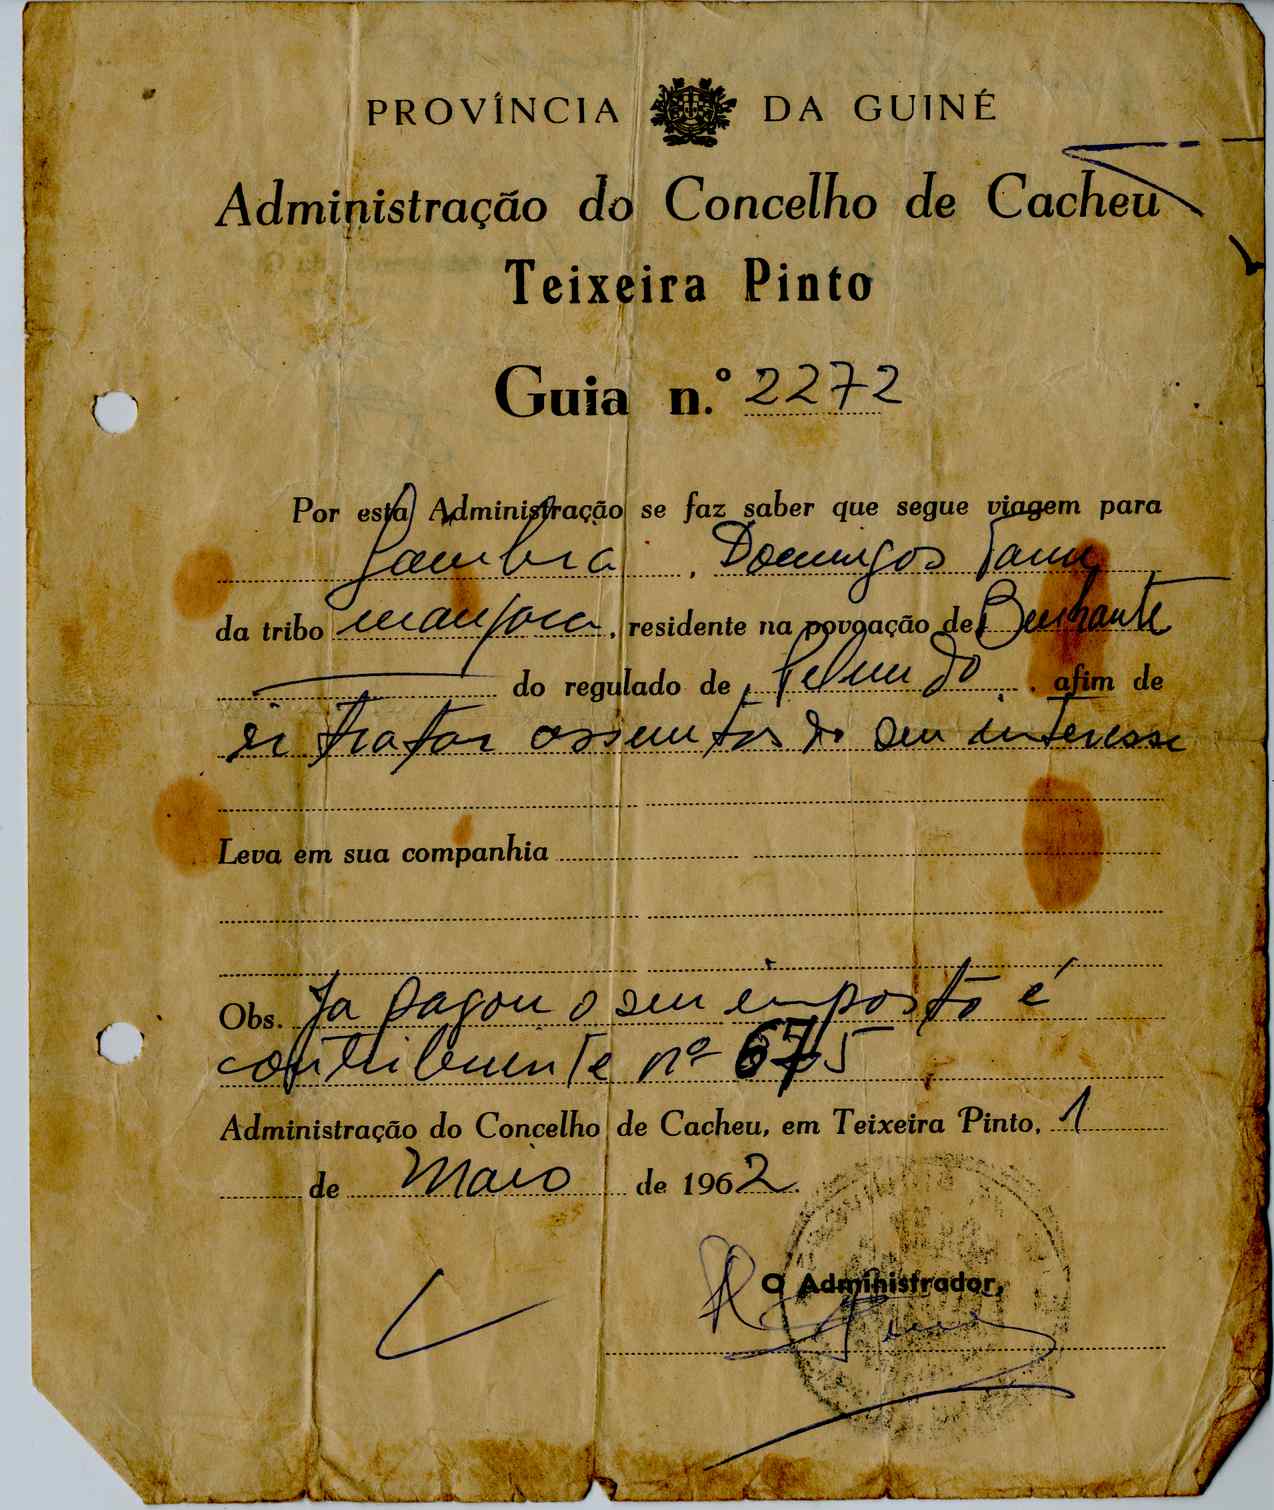 PROVÍNCIA DA GUINÉ
Administração do Concelho de Cacheu
Teixeira Pinto
Guia n.º 2272
Por esta Administração se faz saber que segue viagem para
Gambia, Domingos
da tribo manjaca, residente na povoação de
do regulado de Pelundo, afim de
ir tratar assuntos do seu interesse
Leva em sua companhia
Obs. Ja pagou o seu imposto é
contribuinte nº 675
Administração do Concelho de Cacheu, em Teixeira Pinto, 1
de Maio de 1962.
O Administrador,